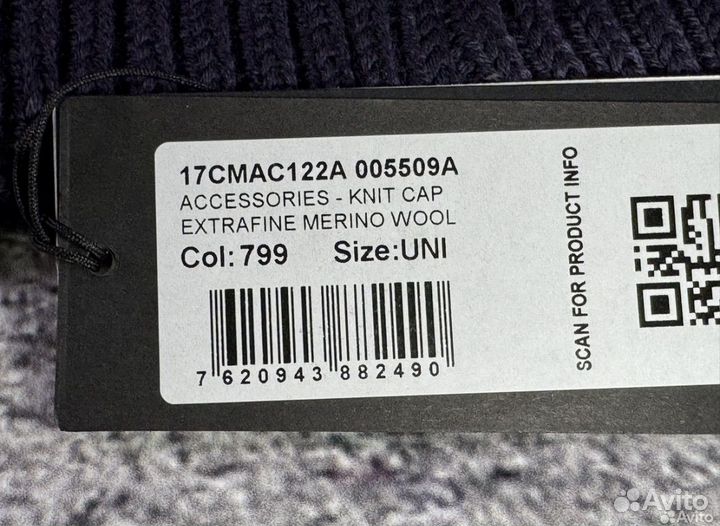 17CMAC122A 005509A
ACCESSORIES - KNIT CAP
EXTRAFINE MERINO WOOL
Col: 799 Size:UNI
7 620943 882490
SCAN FOR PRODUCT INFO
Avito
Avito